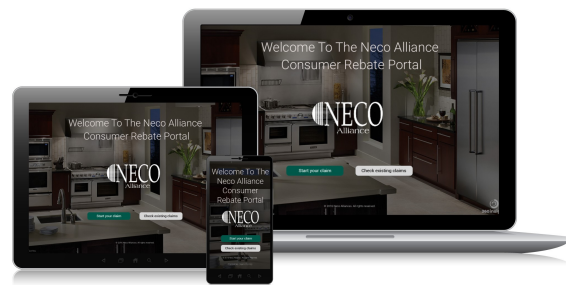 Welcome To The Neco Alliance
Consumer Rebate Portal
NECO
Alliance
Start your claim
Check existing claims
Welcome To The Neco Alliance
Consumer Rebate Portal
NECO
Alliance
Start your claim
Check existing claims
Welcome To The
Neco Alliance
Consumer
Rebate Portal
NECO
Alliance
Start your claim
Check existing claims